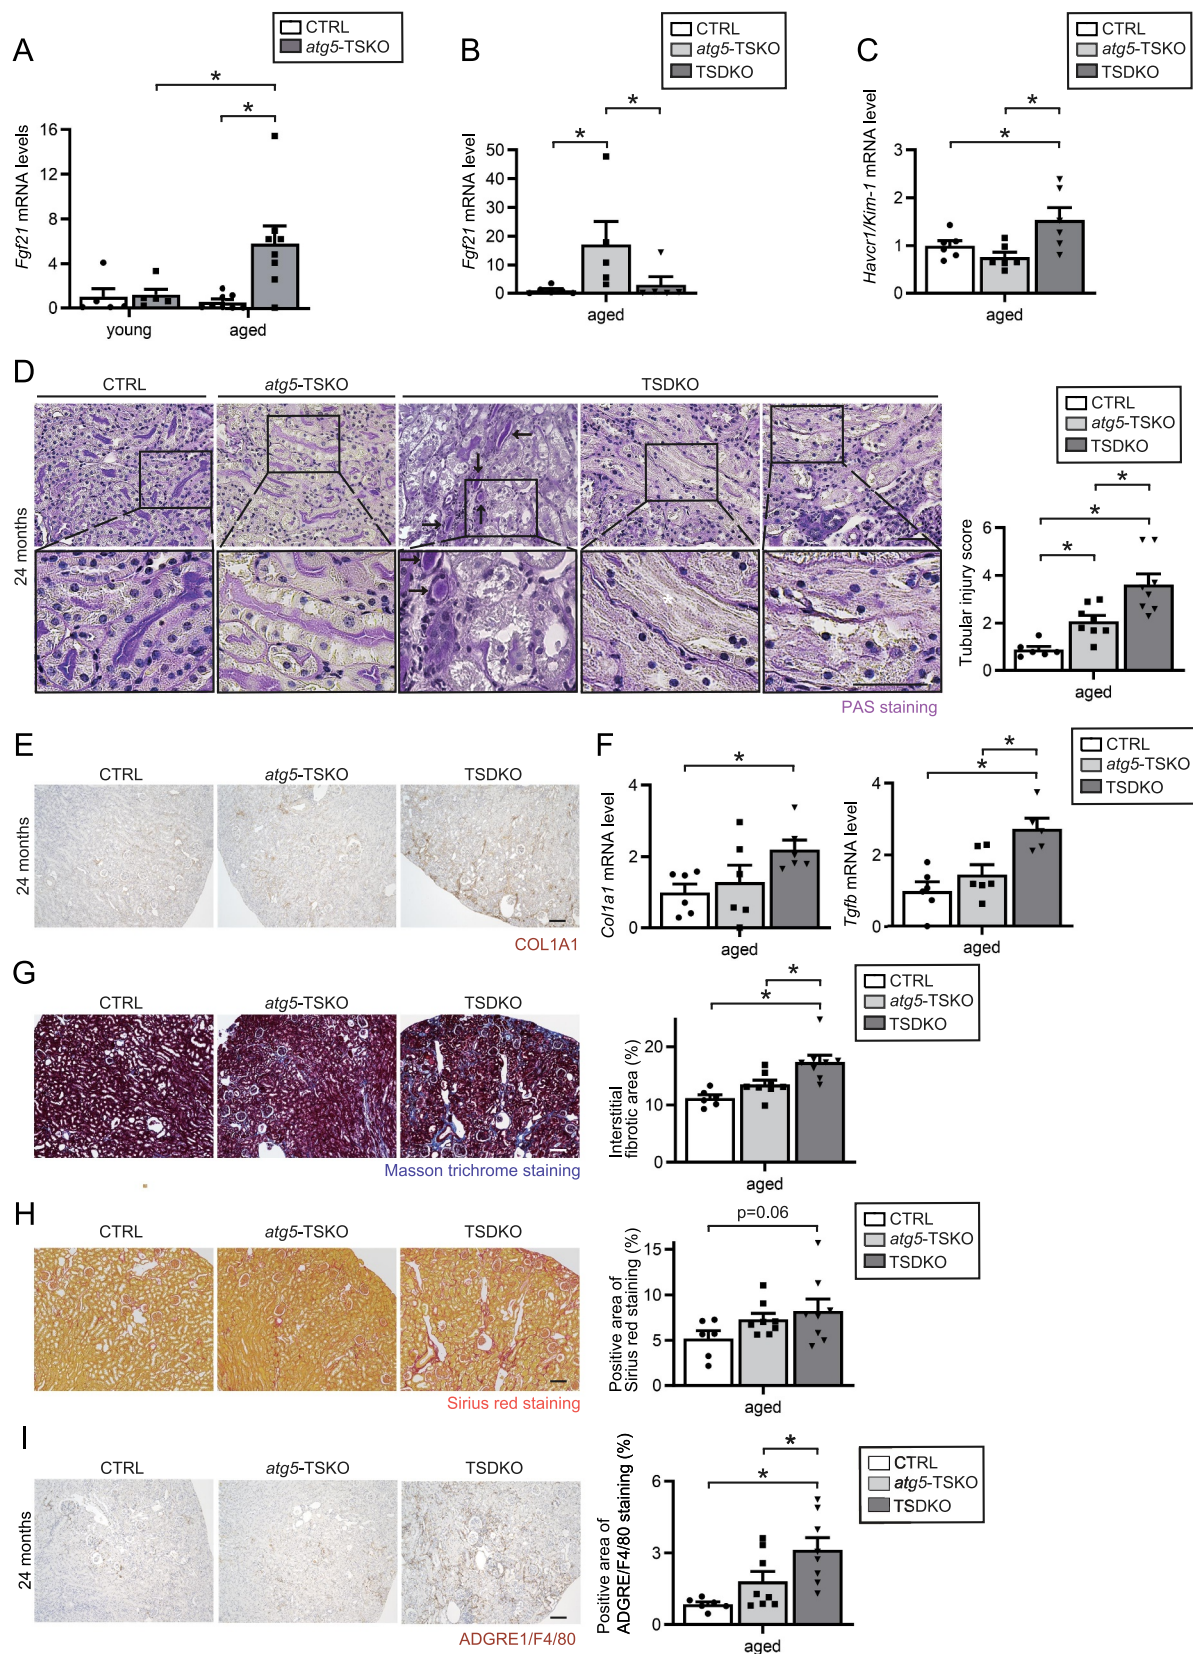 A
CTRL
atg5-TSKO
*
*
Fgf21 mRNA levels
16
12
8
4
0
young
aged
B
CTRL
atg5-TSKO
TSDKO
*
*
Fgf21 mRNA level
50
40
30
20
10
0
aged
C
CTRL
atg5-TSKO
TSDKO
*
*
Havcr1/Kim-1 mRNA level
3
2
1
0
aged
D
CTRL
atg5-TSKO
TSDKO
24 months
*
PAS staining
CTRL
atg5-TSKO
TSDKO
*
*
*
Tubular injury score
6
4
2
0
aged
E
CTRL
atg5-TSKO
TSDKO
24 months
COL1A1
F
*
Col1a1 mRNA level
4
2
0
aged
*
*
Tgfb mRNA level
4
2
0
aged
CTRL
atg5-TSKO
TSDKO
G
CTRL
atg5-TSKO
TSDKO
Masson trichrome staining
*
*
Interstitial
fibrotic area (%)
20
10
0
aged
CTRL
atg5-TSKO
TSDKO
H
CTRL
atg5-TSKO
TSDKO
Sirius red staining
p=0.06
Positive area of
Sirius red staining (%)
15
10
5
0
aged
CTRL
atg5-TSKO
TSDKO
I
CTRL
atg5-TSKO
TSDKO
24 months
ADGRE1/F4/80
*
*
Positive area of
ADGRE/F4/80 staining (%)
6
3
0
aged
CTRL
atg5-TSKO
TSDKO